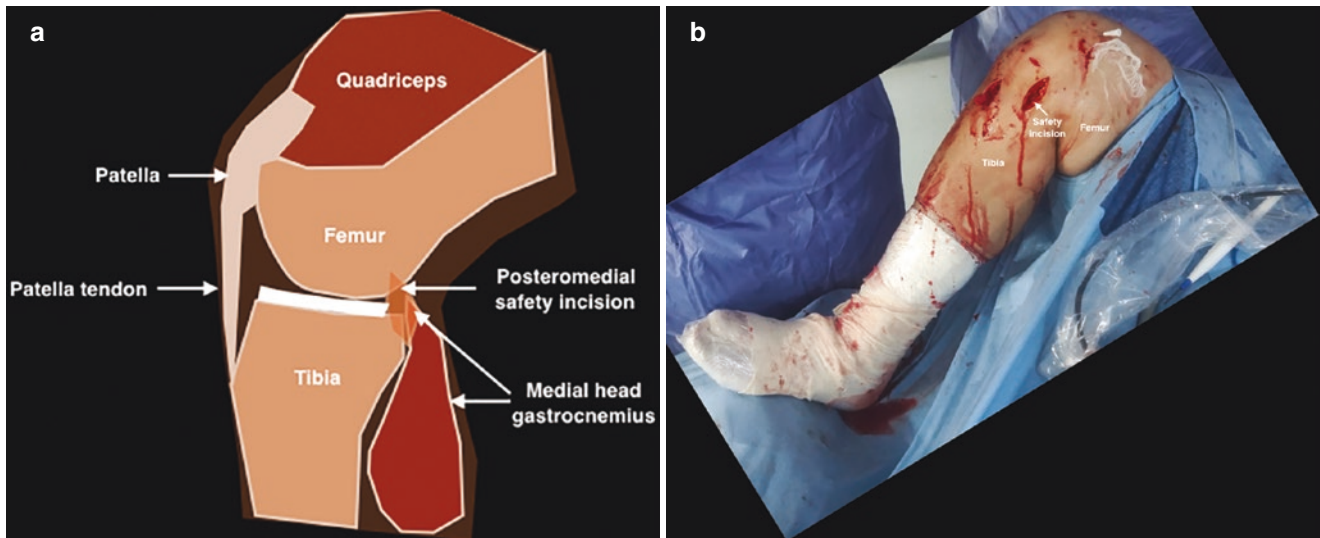 a
Quadriceps
Patella
Femur
Patella tendon
Posteromedial
safety incision
Tibia
Medial head
gastrocnemius
b
Safety
incision
Femur
Tibia